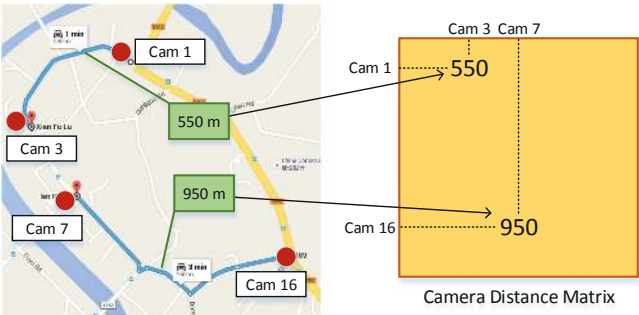 1 min
Cam 1
550 m
Xian Fu Lu
Cam 3
950 m
Cam 7
3 min
Cam 16
Cam 3 Cam 7
Cam 1
550
Cam 16
950
Camera Distance Matrix